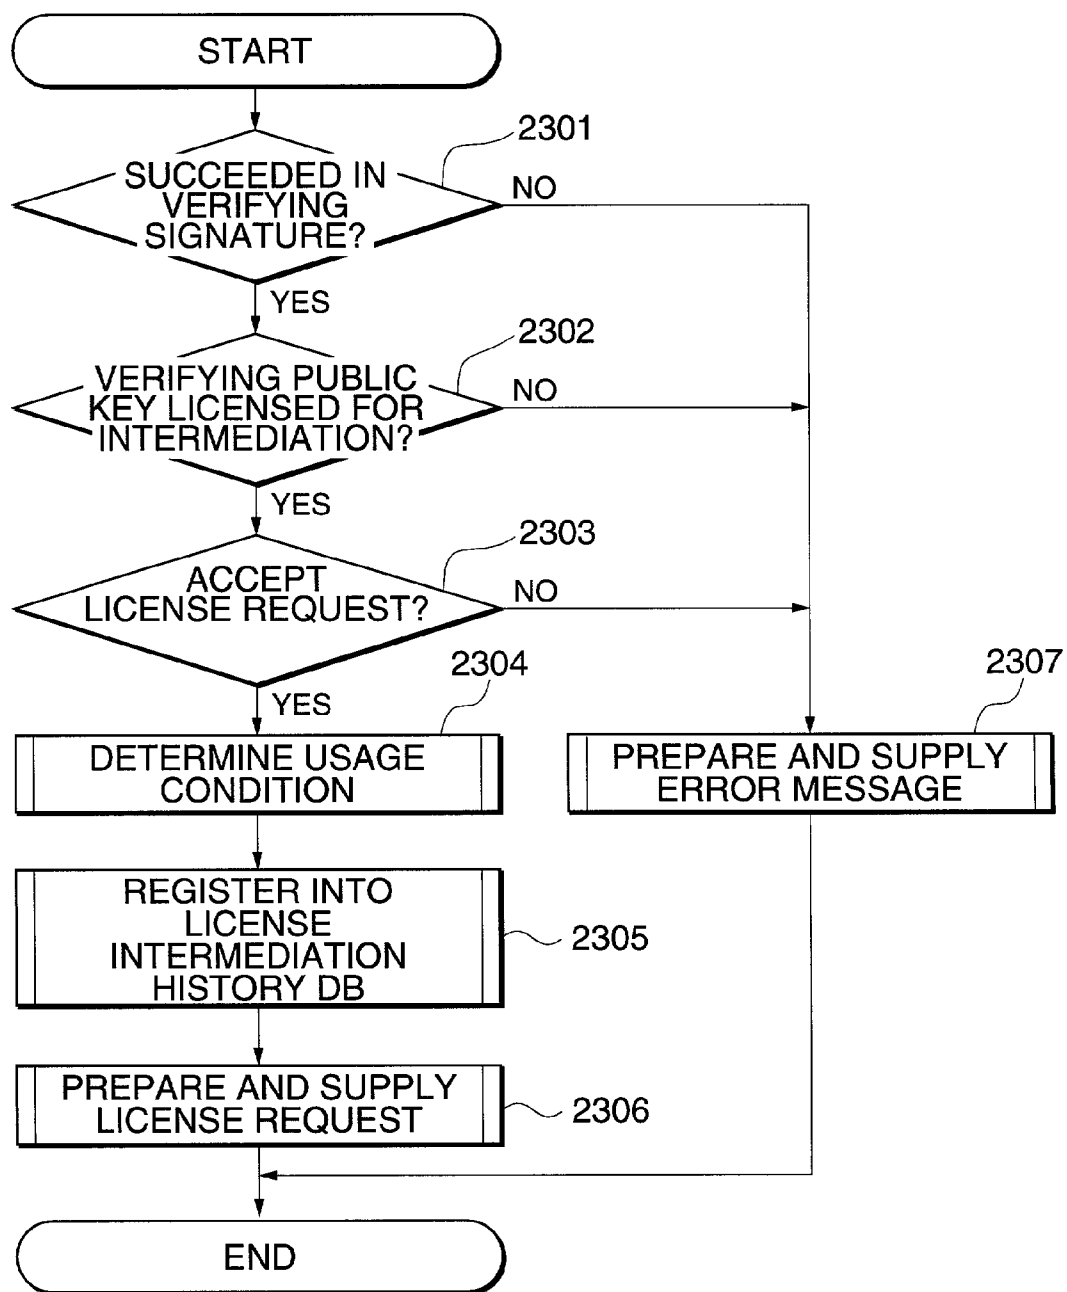 START
2301
SUCCEEDED IN
VERIFYING
SIGNATURE?
NO
YES
2302
VERIFYING PUBLIC
KEY LICENSED FOR
INTERMEDIATION?
NO
YES
2303
ACCEPT
LICENSE REQUEST?
NO
YES
2304
DETERMINE USAGE
CONDITION
2307
PREPARE AND SUPPLY
ERROR MESSAGE
REGISTER INTO
LICENSE
INTERMEDIATION
HISTORY DB
2305
PREPARE AND SUPPLY
LICENSE REQUEST
2306
END